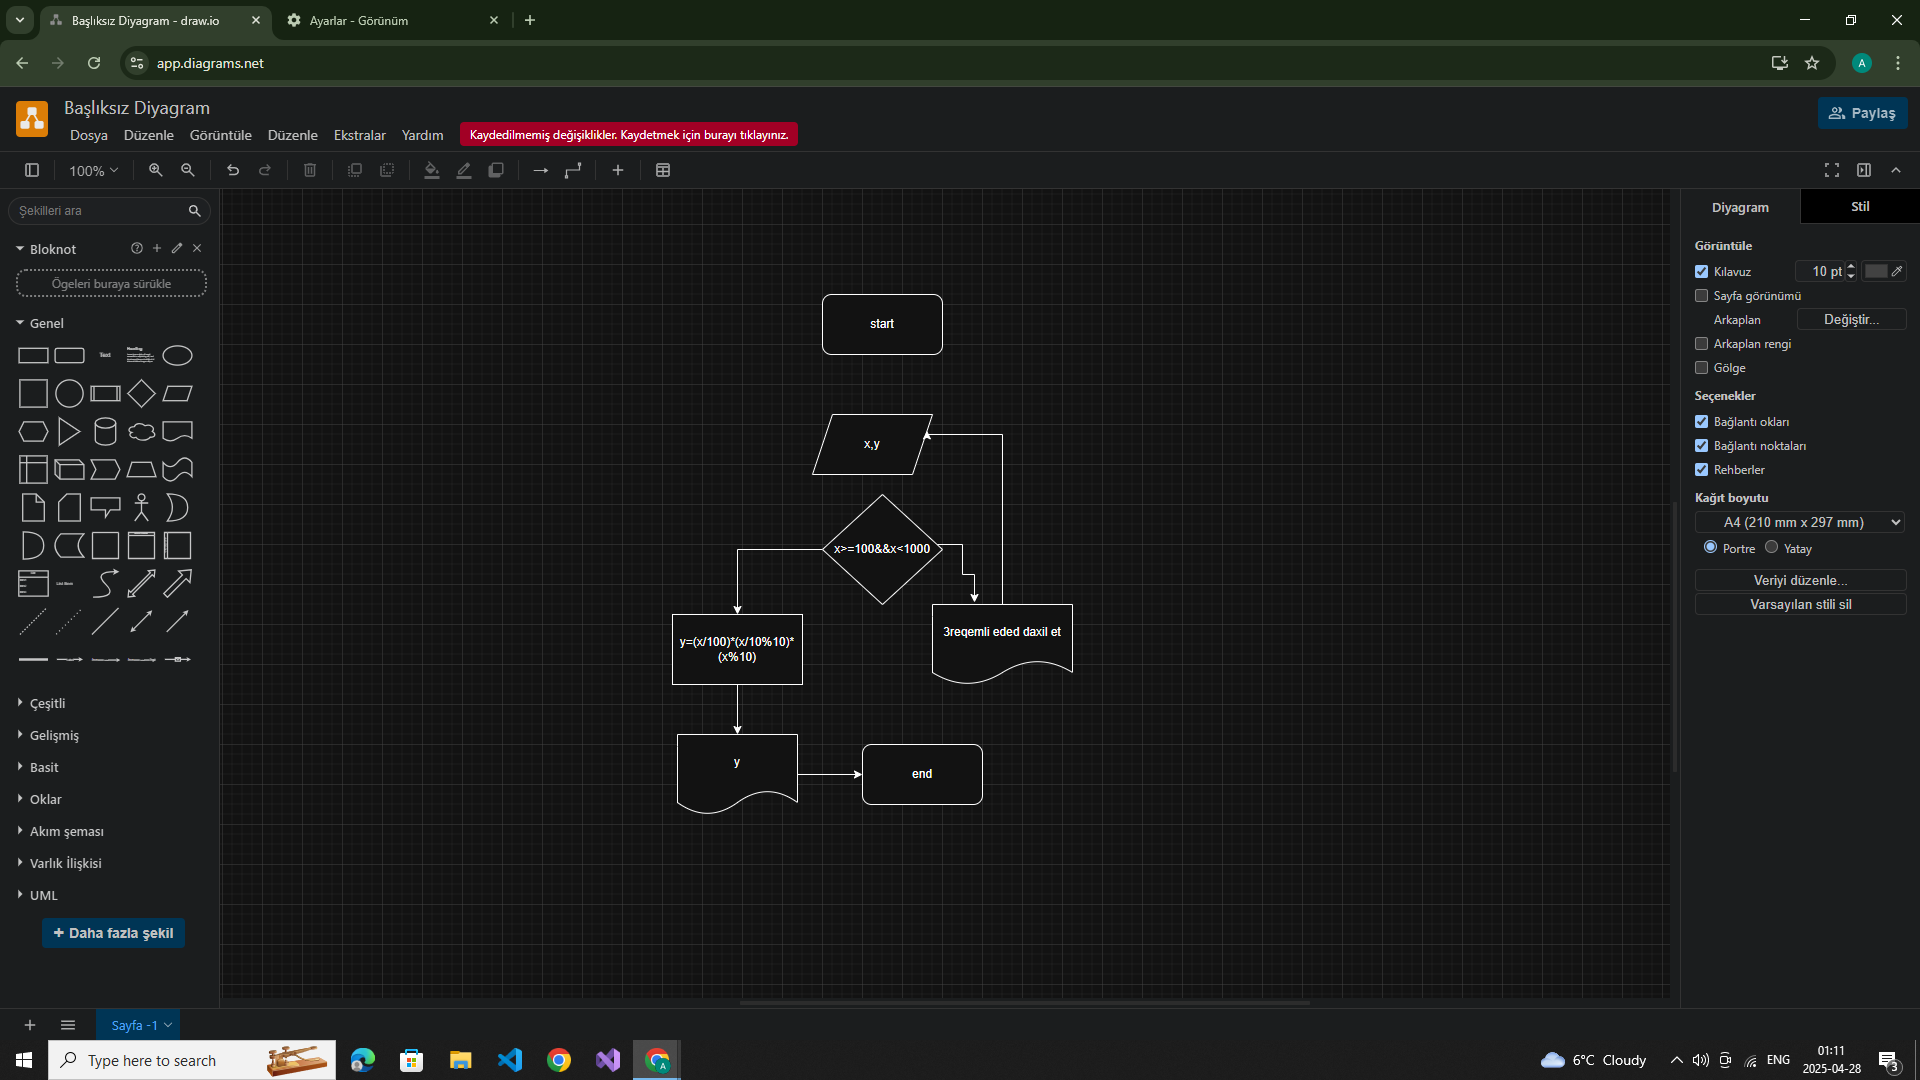 Başlıksız Diyagram - draw.io
Ayarlar - Görünüm
app.diagrams.net
A
Başlıksız Diyagram
Dosya Düzenle Görüntüle Düzenle Ekstralar Yardım
Kaydedilmemiş değişiklikler. Kaydetmek için burayı tıklayınız.
Paylaş
100%
Şekilleri ara
Bloknot
Ögeleri buraya sürükle
Genel
Text
Heading
List Item
Çeşitli
Gelişmiş
Basit
Oklar
Akım şeması
Varlık İlişkisi
UML
+ Daha fazla şekil
start
x,y
x>=100&&x<1000
y=(x/100)*(x/10%10)*
(x%10)
3reqemli eded daxil et
y
end
Diyagram
Stil
Görüntüle
Kılavuz
10 pt
Sayfa görünümü
Arkaplan
Değiştir...
Arkaplan rengi
Gölge
Seçenekler
Bağlantı okları
Bağlantı noktaları
Rehberler
Kağıt boyutu
A4 (210 mm x 297 mm)
Portre
Yatay
Veriyi düzenle...
Varsayılan stili sil
Sayfa -1
Type here to search
A
6°C Cloudy
ENG
01:11
2025-04-28
3